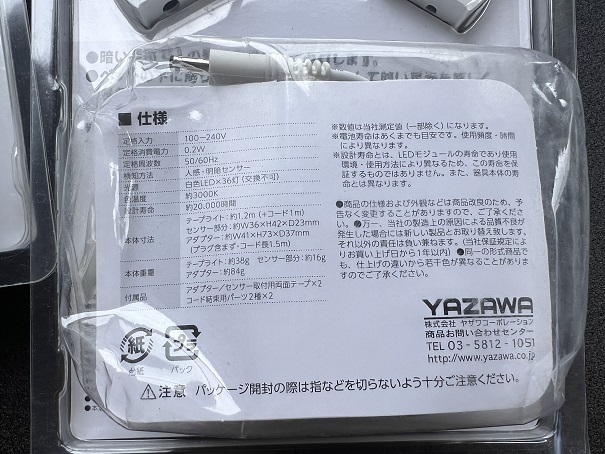 ●暗い
■仕様
定格入力 100〜240V
定格消費電力 0.2W
定格周波数 50/60Hz
検知方法 人感・明暗センサー
光源 白色LED×36灯(交換不可)
色温度 約3000K
設計寿命 約20,000時間
本体寸法 テープライト：約1.2m（＋コード1m）
センサー部分：約W36×H42×D23mm
アダプター：約W41×H73×D37mm
（プラグ含まず・コード長1.5m）
本体重量 テープライト：約38g センサー部分：約16g
アダプター：約84g
付属品 アダプター／センサー取付用両面テープ×2
コード結束用パーツ2種×2
※数値は当社測定値（一部除く）になります。
※電池寿命はあくまでも目安です。使用頻度・時間
により異なります。
※設計寿命とは、LEDモジュールの寿命であり使用
環境・使用方法により異なるため、この寿命を保
証するものではありません。また、器具本体の寿
命とは異なります。
●商品の仕様および外観などは商品改良のため、予
告なく変更することがありますので、ご了承くださ
い。●万一、当社の製造上の原因による品質不良が
発生した場合には新しい製品とお取り替え致します。
それ以外の責任は負い兼ねます。（当社保証規定によ
りお買い上げ日から1年以内）●同一の形式商品で
も、仕上げの違いから若干色が異なることがありま
すのでご了承ください。
YAZAWA
株式会社 ヤザワコーポレーション
商品お問い合わせセンター
TEL 03-5812-1051
http://www.yazawa.co.jp
紙
台紙
PVC
パック
⚠注意 パッケージ開封の際は指などを切らないよう十分ご注意ください。